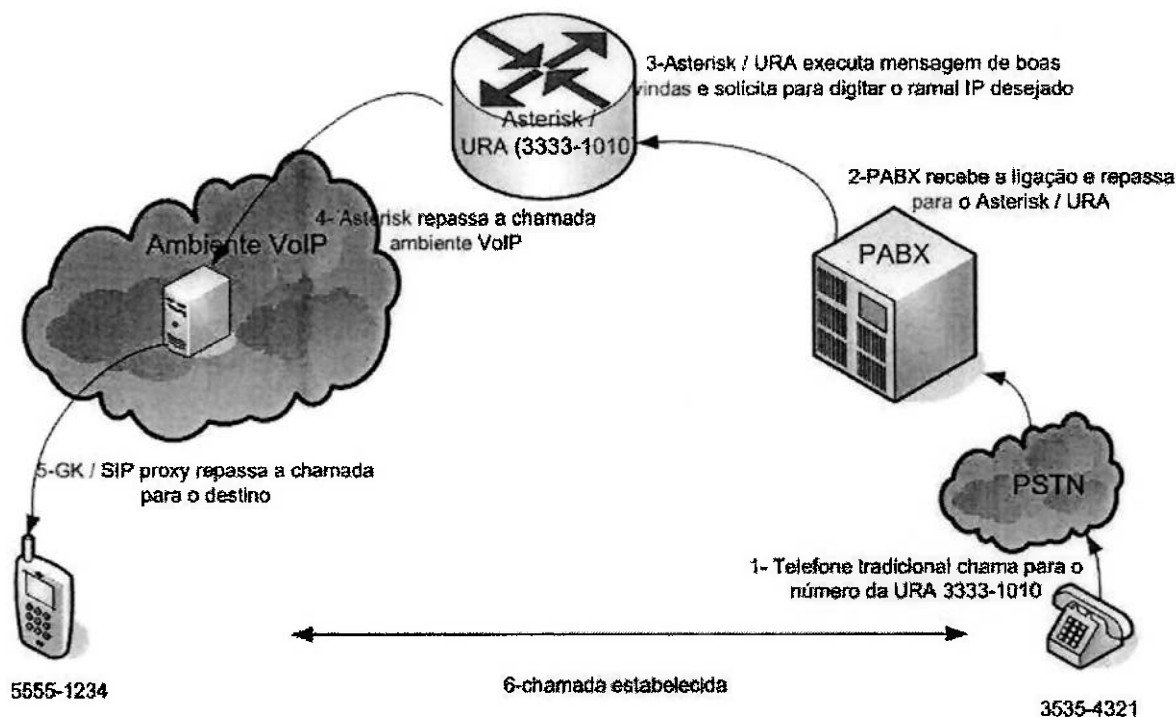 3-Asterisk / URA executa mensagem de boas
vindas e solicita para digitar o ramal IP desejado
Asterisk /
URA (3333-1010)
2-PABX recebe a ligação e repassa
para o Asterisk / URA
4- Asterisk repassa a chamada
ambiente VoIP
Ambiente VoIP
PABX
5-GK / SIP proxy repassa a chamada
para o destino
PSTN
1- Telefone tradicional chama para o
número da URA 3333-1010
6-chamada estabelecida
5555-1234
3535-4321